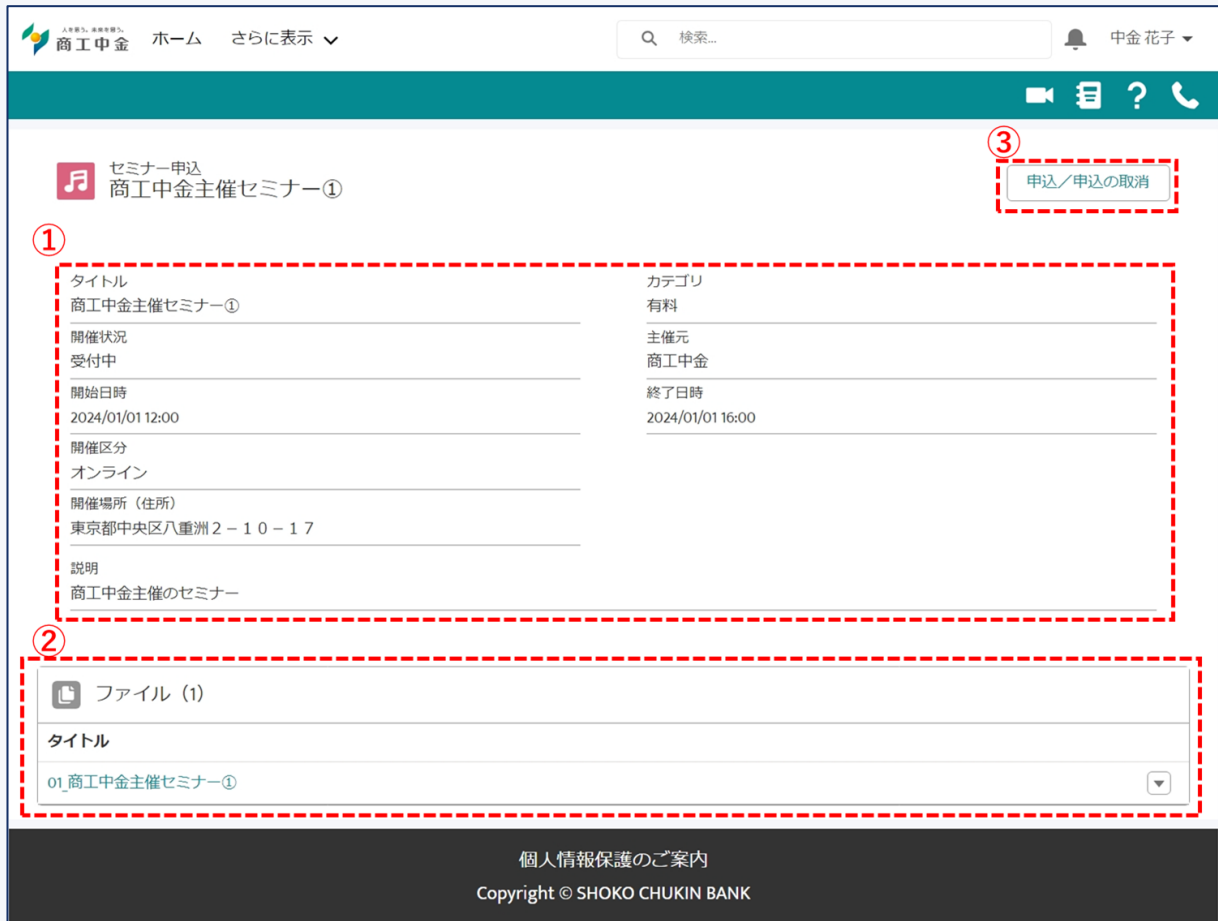 人を思う。未来を想う。
商工中金 ホーム さらに表示 検索... 中金 花子
③
セミナー申込
商工中金主催セミナー①
申込／申込の取消
①
タイトル
商工中金主催セミナー①
カテゴリ
有料
開催状況
受付中
主催元
商工中金
開始日時
2024/01/01 12:00
終了日時
2024/01/01 16:00
開催区分
オンライン
開催場所（住所）
東京都中央区八重洲２－１０－１７
説明
商工中金主催のセミナー
②
ファイル（1）
タイトル
01_商工中金主催セミナー①
個人情報保護のご案内
Copyright © SHOKO CHUKIN BANK